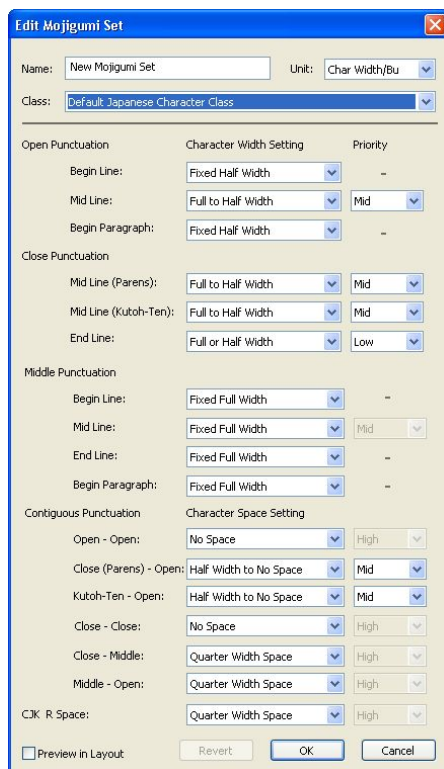 Edit Mojigumi Set
Name: New Mojigumi Set Unit: Char Width/Bu
Class: Default Japanese Character Class
Open Punctuation Character Width Setting Priority
Begin Line: Fixed Half Width -
Mid Line: Full to Half Width Mid
Begin Paragraph: Fixed Half Width -
Close Punctuation
Mid Line (Parens): Full to Half Width Mid
Mid Line (Kutoh-Ten): Full to Half Width Mid
End Line: Full or Half Width Low
Middle Punctuation
Begin Line: Fixed Full Width -
Mid Line: Fixed Full Width Mid
End Line: Fixed Full Width -
Begin Paragraph: Fixed Full Width -
Contiguous Punctuation Character Space Setting
Open - Open: No Space High
Close (Parens) - Open: Half Width to No Space Mid
Kutoh-Ten - Open: Half Width to No Space Mid
Close - Close: No Space High
Close - Middle: Quarter Width Space High
Middle - Open: Quarter Width Space High
CJK R Space: Quarter Width Space High
Preview in Layout Revert OK Cancel